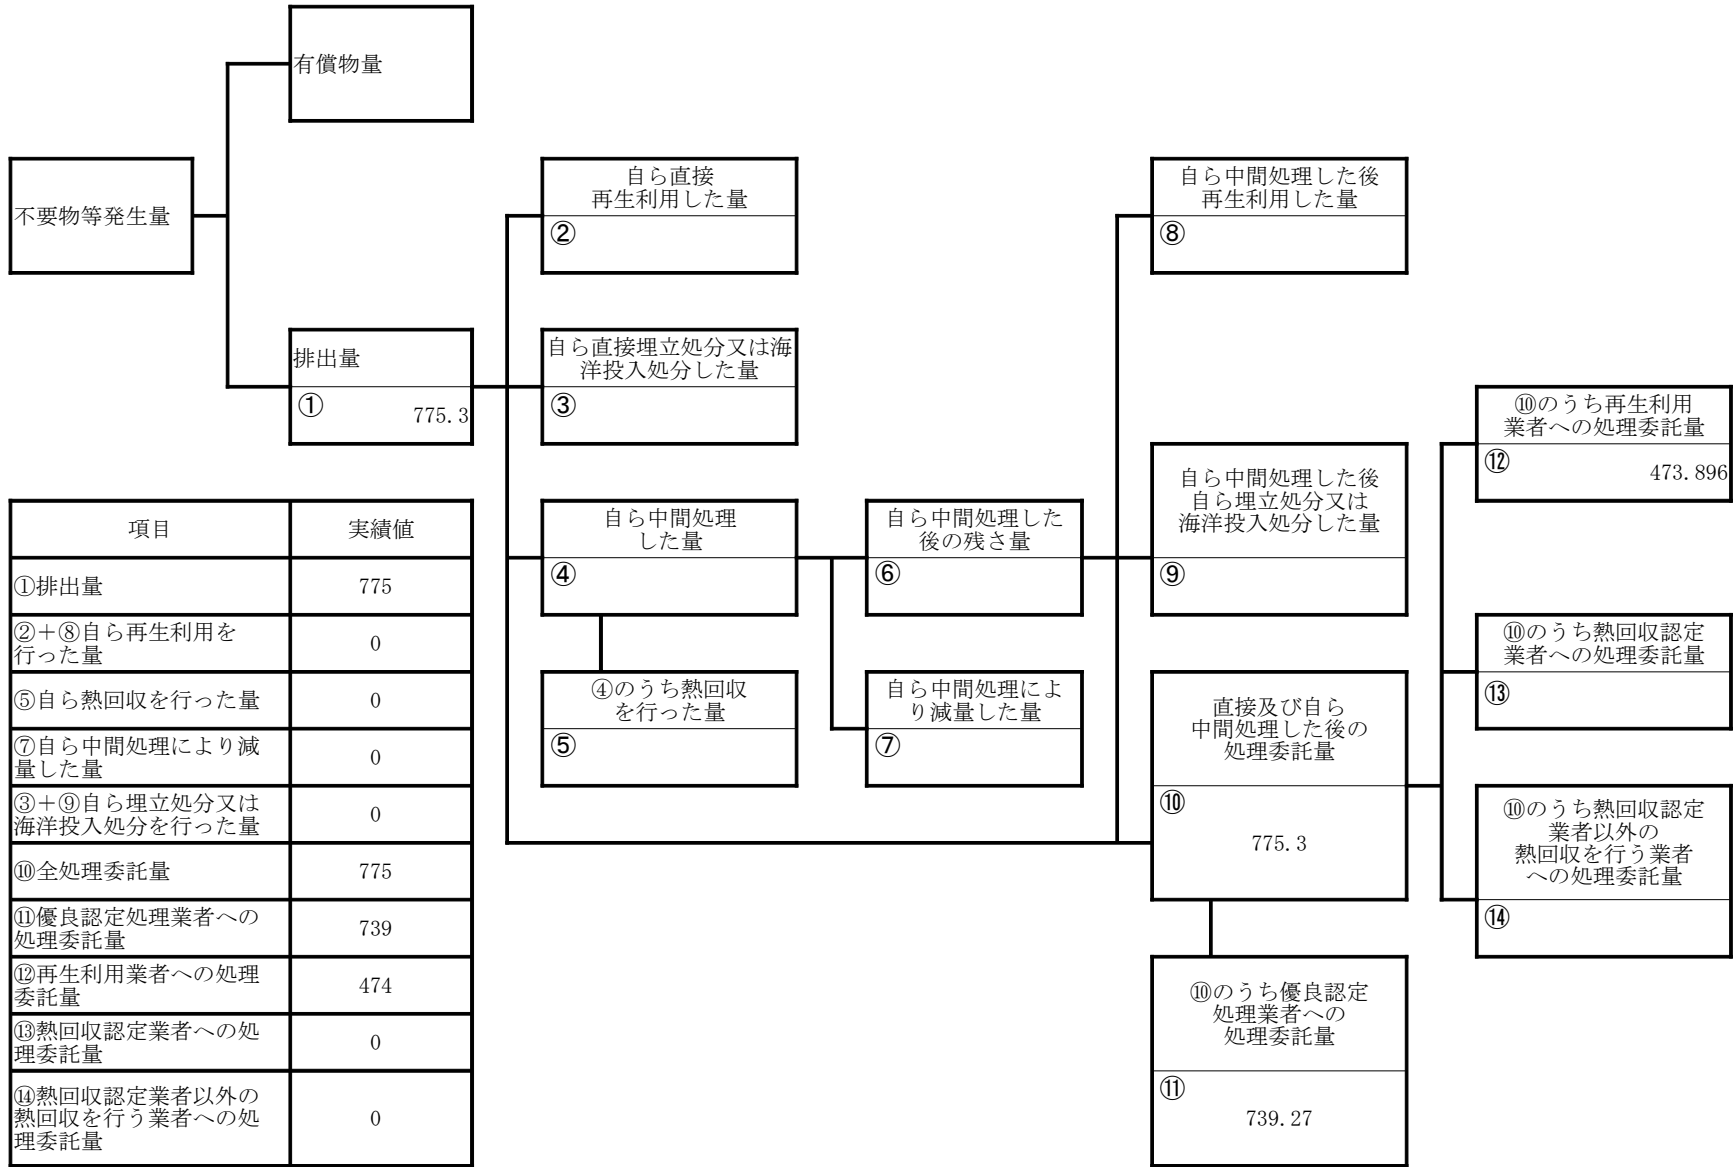 有償物量
不要物等発生量
自ら直接
再生利用した量
②
自ら中間処理した後
再生利用した量
⑧
排出量
① 775.3
自ら直接埋立処分又は海
洋投入処分した量
③
⑩のうち再生利用
業者への処理委託量
⑫ 473.896
自ら中間処理
した量
④
自ら中間処理した
後の残さ量
⑥
自ら中間処理した後
自ら埋立処分又は
海洋投入処分した量
⑨
⑩のうち熱回収認定
業者への処理委託量
⑬
④のうち熱回収
を行った量
⑤
自ら中間処理によ
り減量した量
⑦
直接及び自ら
中間処理した後の
処理委託量
⑩
775.3
⑩のうち熱回収認定
業者以外の
熱回収を行う業者
への処理委託量
⑭
⑩のうち優良認定
処理業者への
処理委託量
⑪
739.27
項目 実績値
①排出量 775
②+⑧自ら再生利用を
行った量 0
⑤自ら熱回収を行った量 0
⑦自ら中間処理により減
量した量 0
③+⑨自ら埋立処分又は
海洋投入処分を行った量 0
⑩全処理委託量 775
⑪優良認定処理業者への
処理委託量 739
⑫再生利用業者への処理
委託量 474
⑬熱回収認定業者への処
理委託量 0
⑭熱回収認定業者以外の
熱回収を行う業者への処
理委託量 0